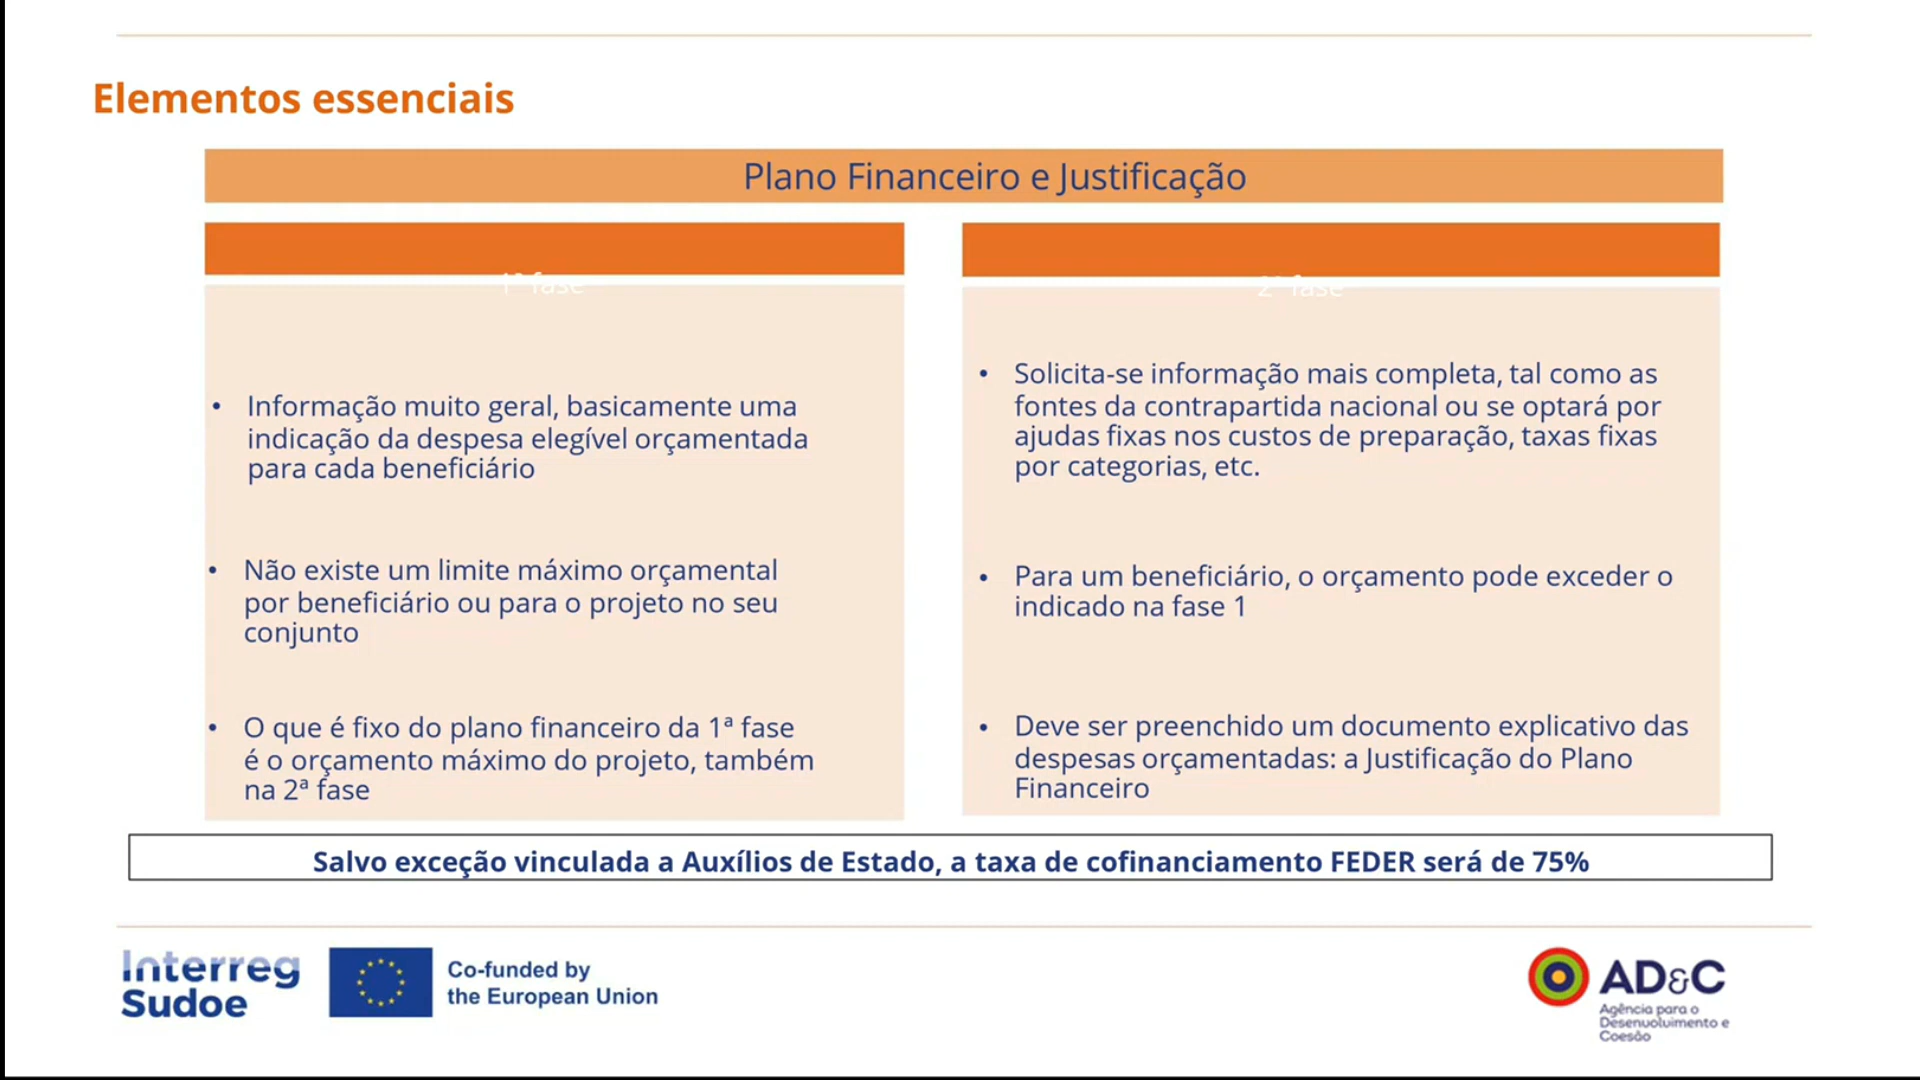 Elementos essenciais
Plano Financeiro e Justificação
1ª fase
• Informação muito geral, basicamente uma
indicação da despesa elegível orçamentada
para cada beneficiário
• Não existe um limite máximo orçamental
por beneficiário ou para o projeto no seu
conjunto
• O que é fixo do plano financeiro da 1ª fase
é o orçamento máximo do projeto, também
na 2ª fase
2ª fase
• Solicita-se informação mais completa, tal como as
fontes da contrapartida nacional ou se optará por
ajudas fixas nos custos de preparação, taxas fixas
por categorias, etc.
• Para um beneficiário, o orçamento pode exceder o
indicado na fase 1
• Deve ser preenchido um documento explicativo das
despesas orçamentadas: a Justificação do Plano
Financeiro
Salvo exceção vinculada a Auxílios de Estado, a taxa de cofinanciamento FEDER será de 75%
Interreg
Sudoe
Co-funded by
the European Union
AD&C
Agência para o
Desenvolvimento e
Coesão